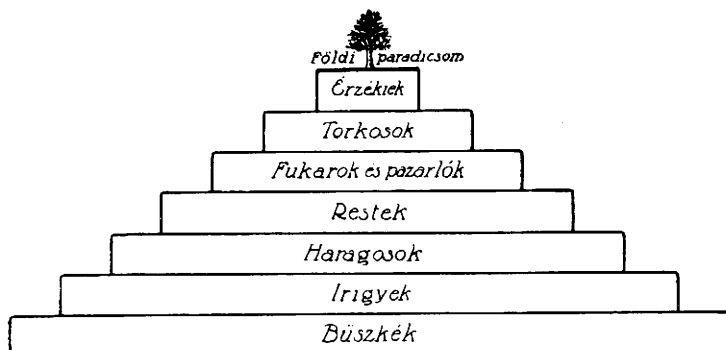 Földi paradicsom
Érzékiek
Torkosok
Fukarok és pazarlók
Restek
Haragosok
Irigyek
Büszkék